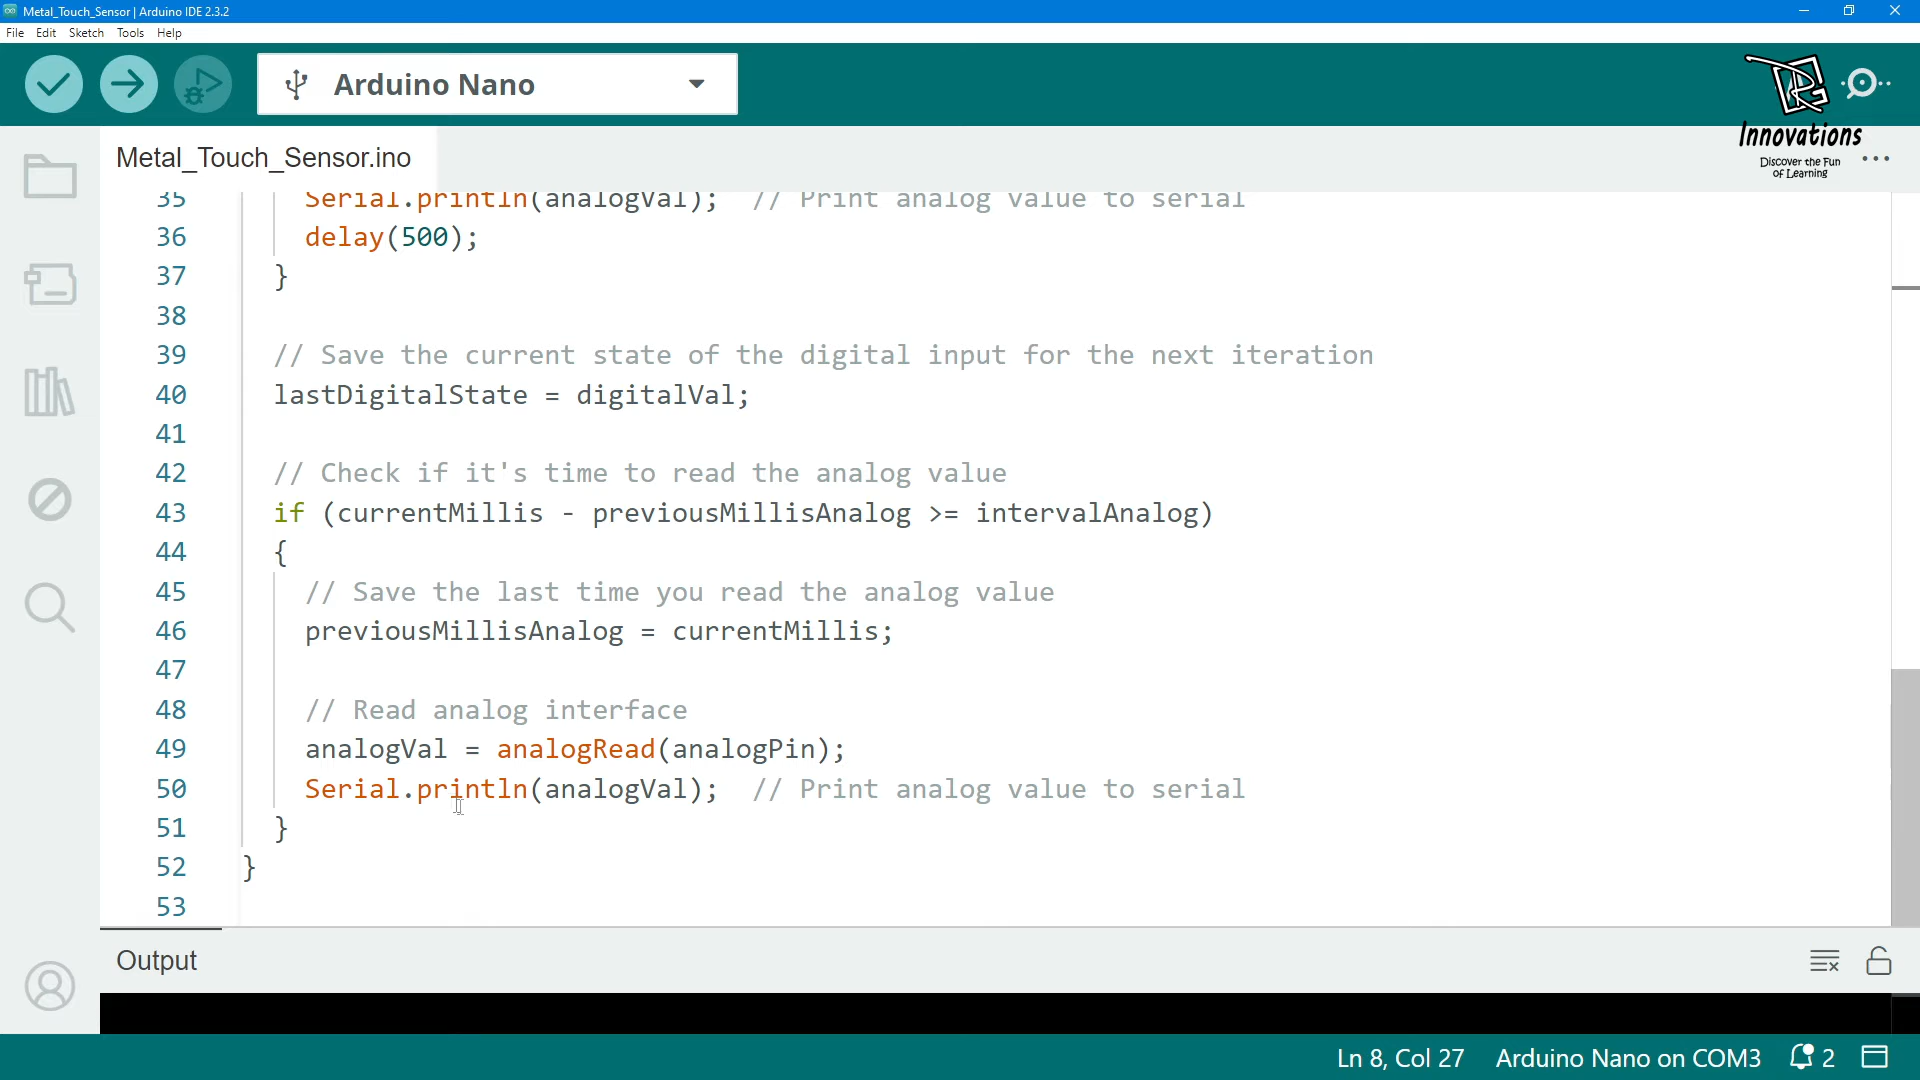 Metal_Touch_Sensor | Arduino IDE 2.3.2
File Edit Sketch Tools Help
Arduino Nano
Innovations
Discover the Fun
of Learning
Metal_Touch_Sensor.ino
35 Serial.println(analogVal); // Print analog value to serial
36 delay(500);
37 }
38
39 // Save the current state of the digital input for the next iteration
40 lastDigitalState = digitalVal;
41
42 // Check if it's time to read the analog value
43 if (currentMillis - previousMillisAnalog >= intervalAnalog)
44 {
45 // Save the last time you read the analog value
46 previousMillisAnalog = currentMillis;
47
48 // Read analog interface
49 analogVal = analogRead(analogPin);
50 Serial.println(analogVal); // Print analog value to serial
51 }
52 }
53
Output
Ln 8, Col 27 Arduino Nano on COM3 2